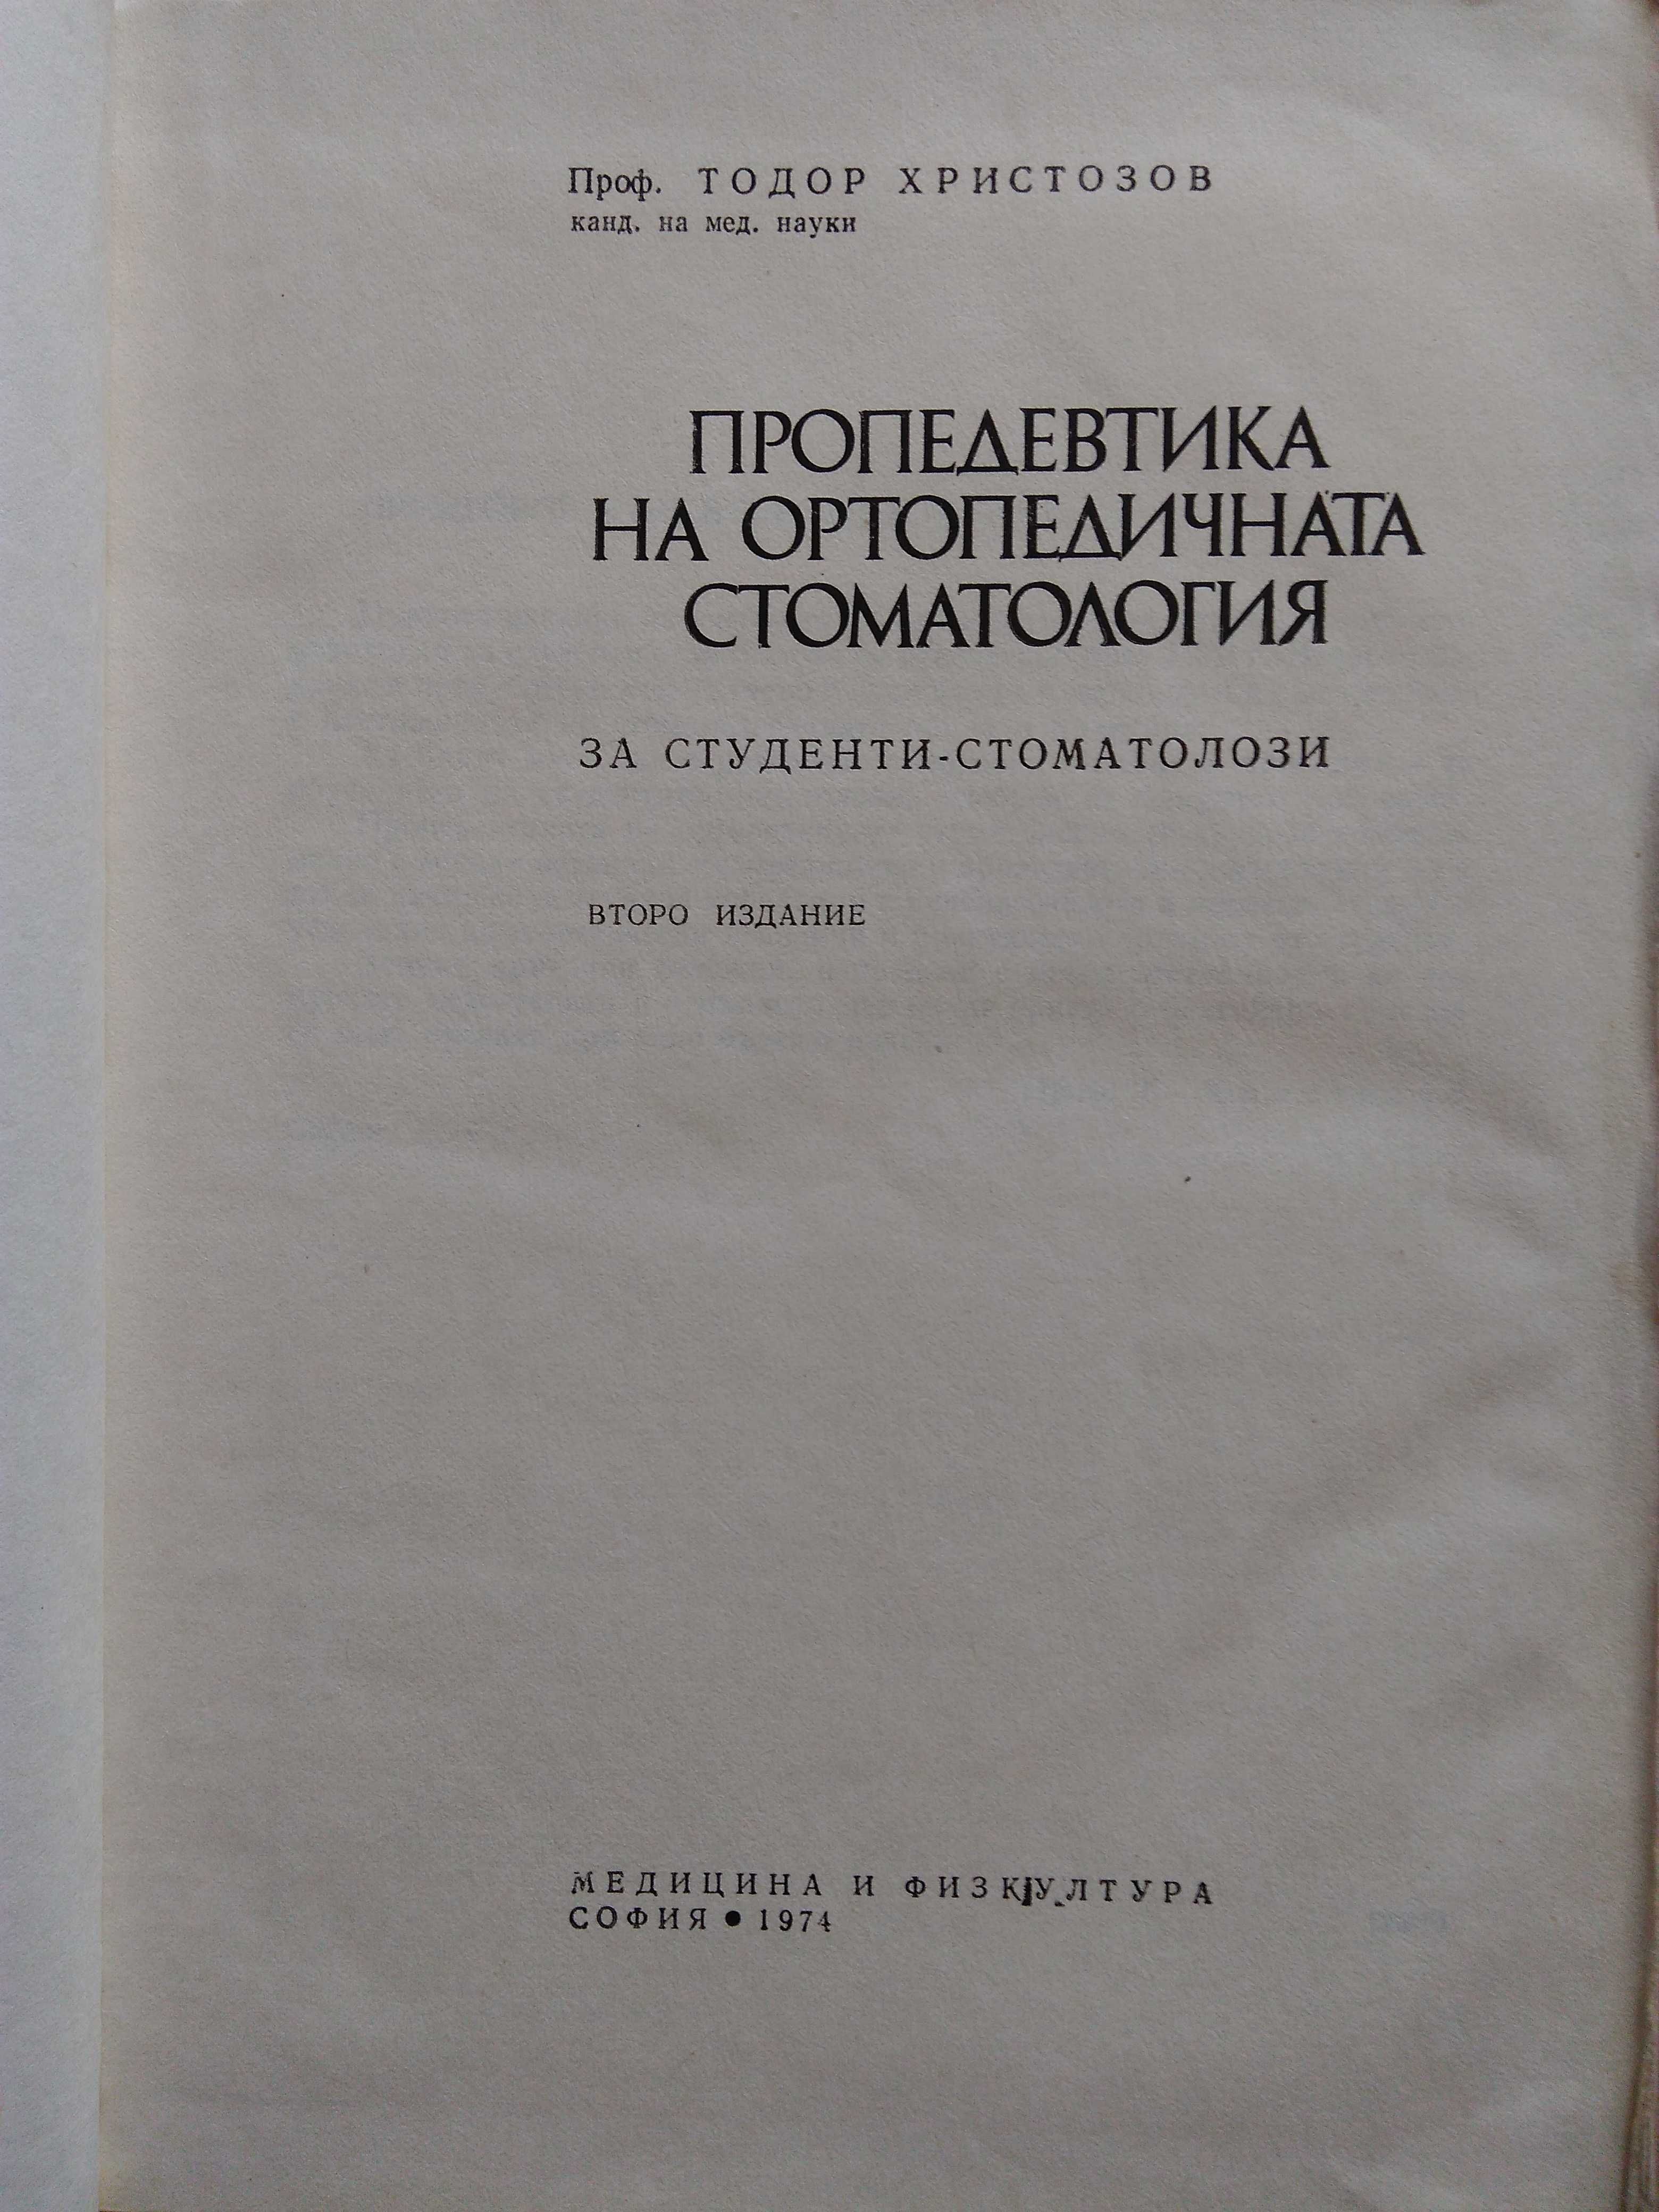 Проф. ТОДОР ХРИСТОЗОВ
канд. на мед. науки
ПРОПЕДЕВТИКА
НА ОРТОПЕДИЧНАТА
СТОМАТОЛОГИЯ
ЗА СТУДЕНТИ-СТОМАТОЛОЗИ
ВТОРО ИЗДАНИЕ
МЕДИЦИНА И ФИЗКУЛТУРА
СОФИЯ ● 1974